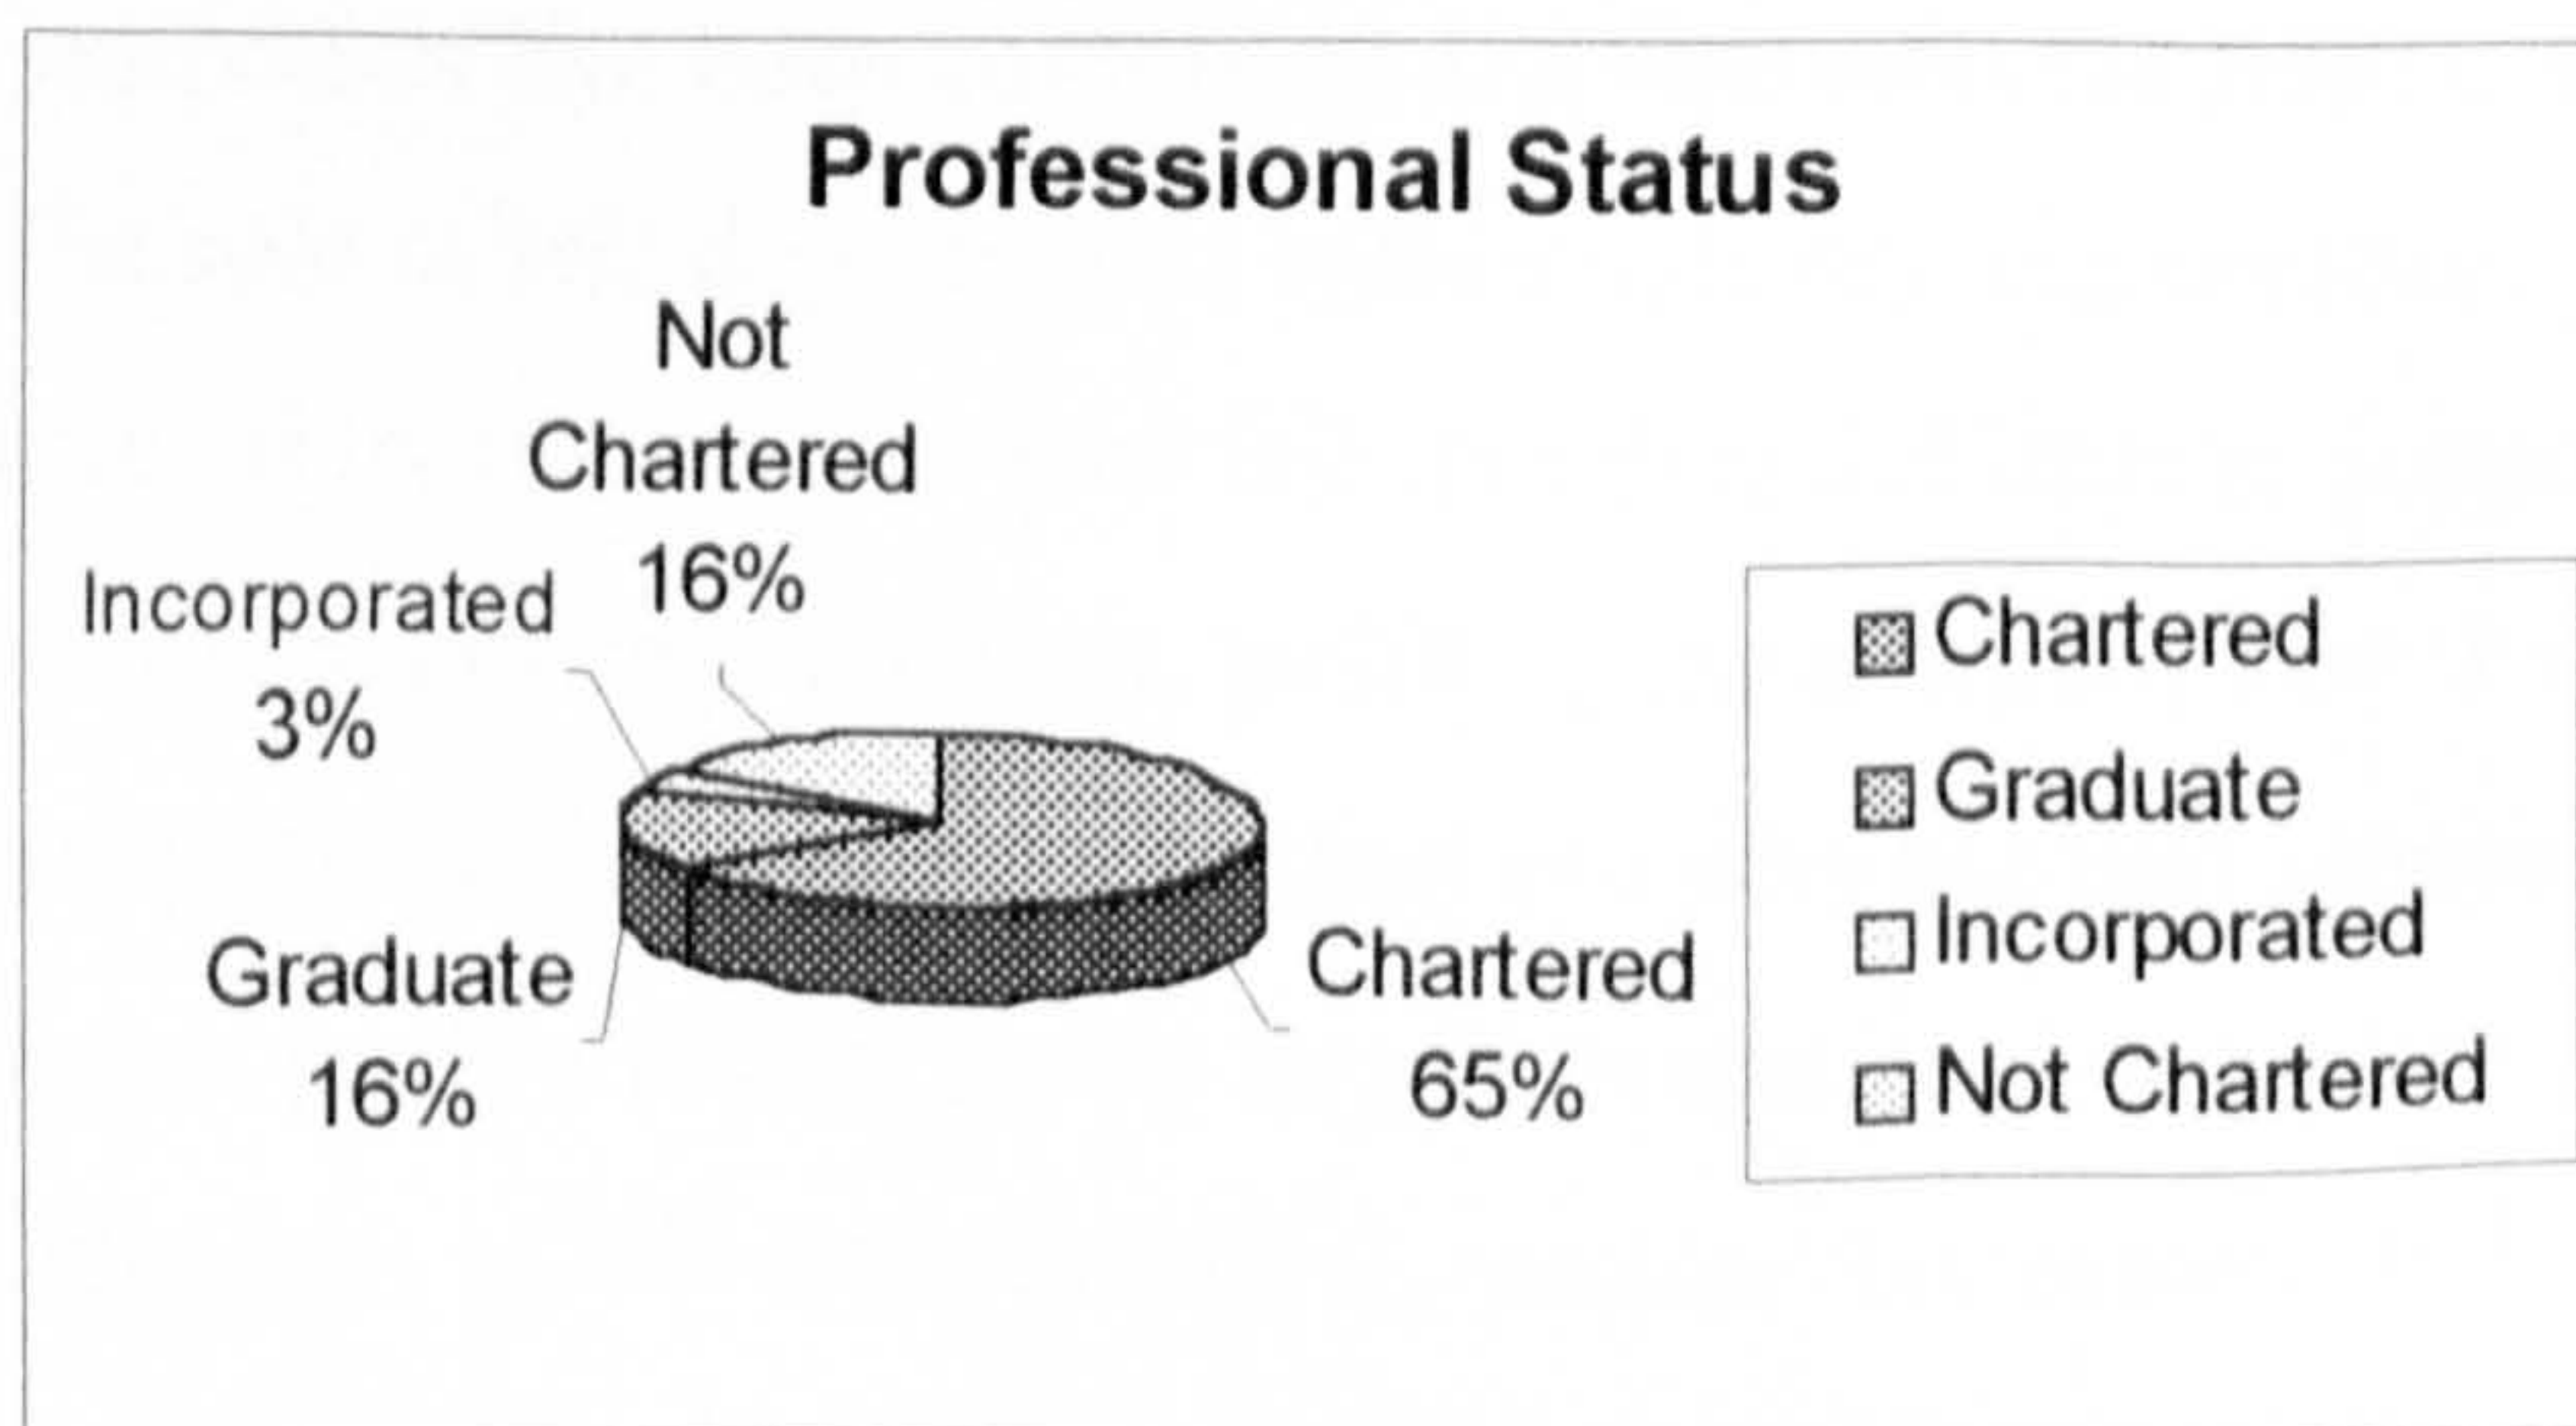 Professional Status
Not
Chartered
16%
Incorporated
3%
Graduate
16%
Chartered
65%
Chartered
Graduate
Incorporated
Not Chartered